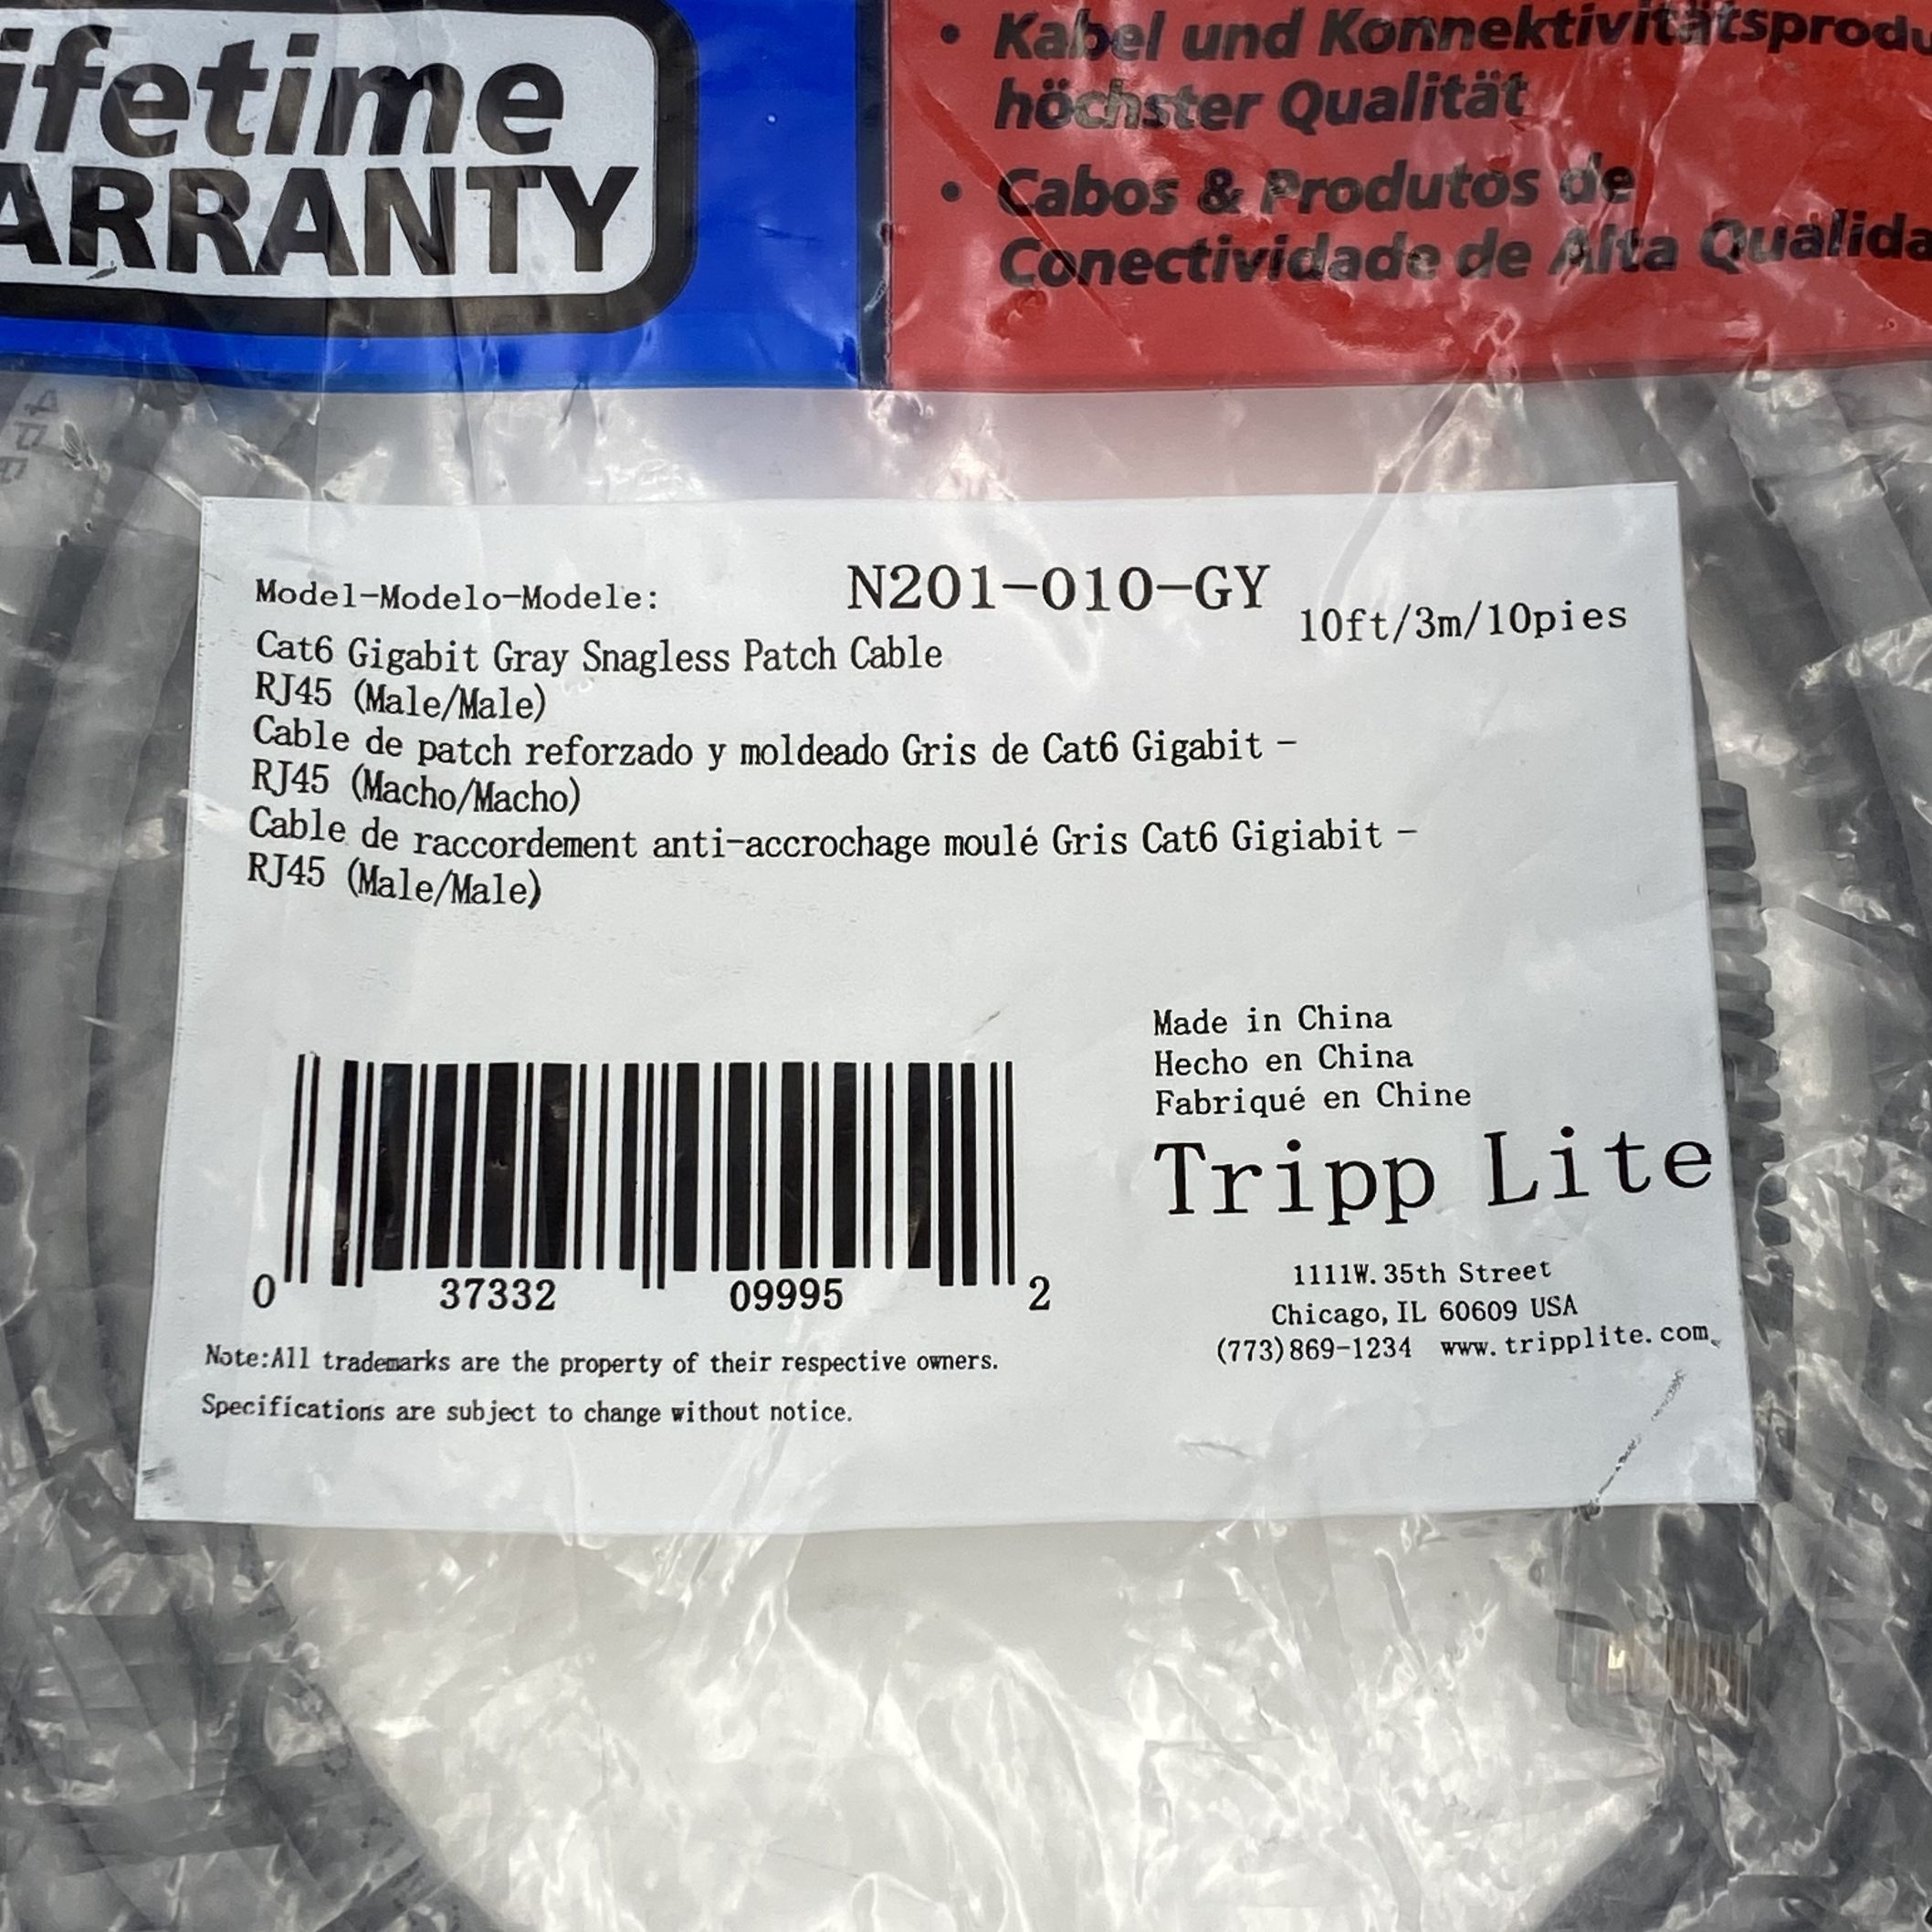 ifetime
ARRANTY
• Kabel und Konnektivitätsprodu
höchster Qualität
• Cabos & Produtos de
Conectividade de Alta Qualida
Model-Modelo-Modele: N201-010-GY 10ft/3m/10pies
Cat6 Gigabit Gray Snagless Patch Cable
RJ45 (Male/Male)
Cable de patch reforzado y moldeado Gris de Cat6 Gigabit -
RJ45 (Macho/Macho)
Cable de raccordement anti-accrochage moulé Gris Cat6 Gigiabit -
RJ45 (Male/Male)
Made in China
Hecho en China
Fabriqué en Chine
Tripp Lite
1111W. 35th Street
Chicago, IL 60609 USA
(773)869-1234 www.tripplite.com
0 37332 09995 2
Note:All trademarks are the property of their respective owners.
Specifications are subject to change without notice.